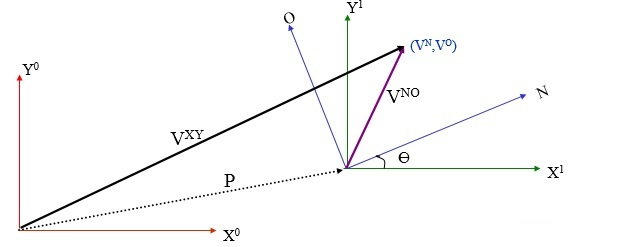 O
Y¹
(Vᴺ,Vᴼ)
Y⁰
Vᴺᴼ
N
Vˣʸ
Θ
X¹
P
X⁰